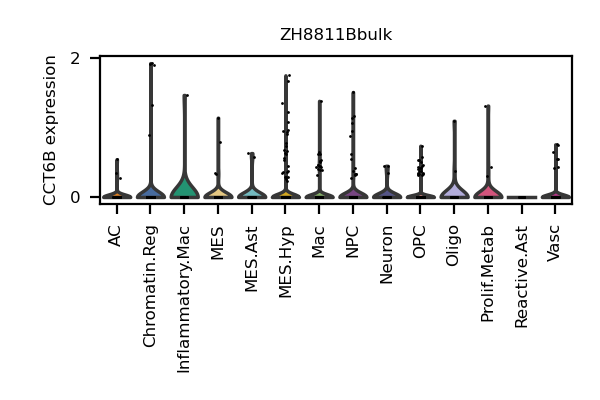 ZH8811Bbulk
CCT6B expression
2
0
AC
Chromatin.Reg
Inflammatory.Mac
MES
MES.Ast
MES.Hyp
Mac
NPC
Neuron
OPC
Oligo
Prolif.Metab
Reactive.Ast
Vasc